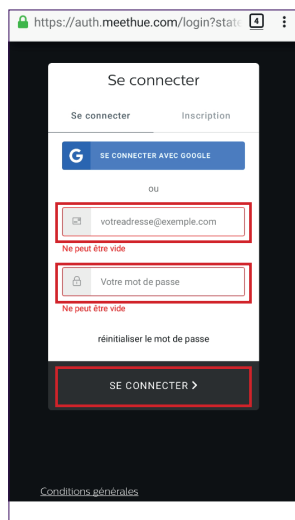 https://auth.meethue.com/login?state
4
Se connecter
Se connecter
Inscription
G
SE CONNECTER AVEC GOOGLE
ou
votreadresse@exemple.com
Ne peut être vide
Votre mot de passe
Ne peut être vide
réinitialiser le mot de passe
SE CONNECTER >
Conditions générales